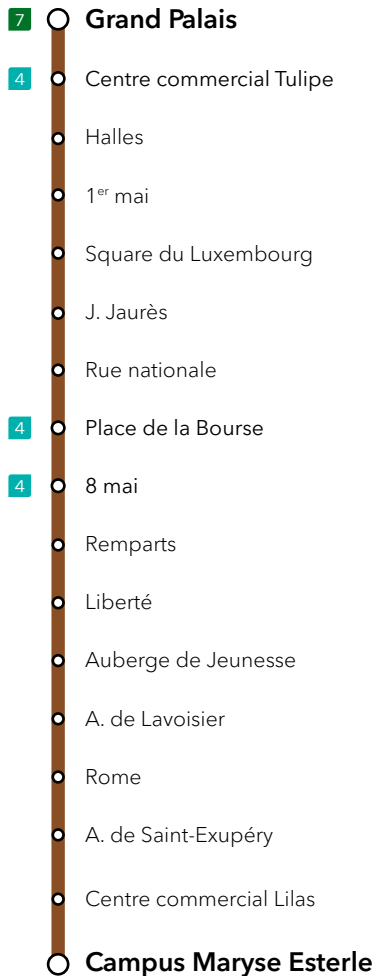 7 Grand Palais
4 Centre commercial Tulipe
Halles
1er mai
Square du Luxembourg
J. Jaurès
Rue nationale
4 Place de la Bourse
4 8 mai
Remparts
Liberté
Auberge de Jeunesse
A. de Lavoisier
Rome
A. de Saint-Exupéry
Centre commercial Lilas
Campus Maryse Esterle